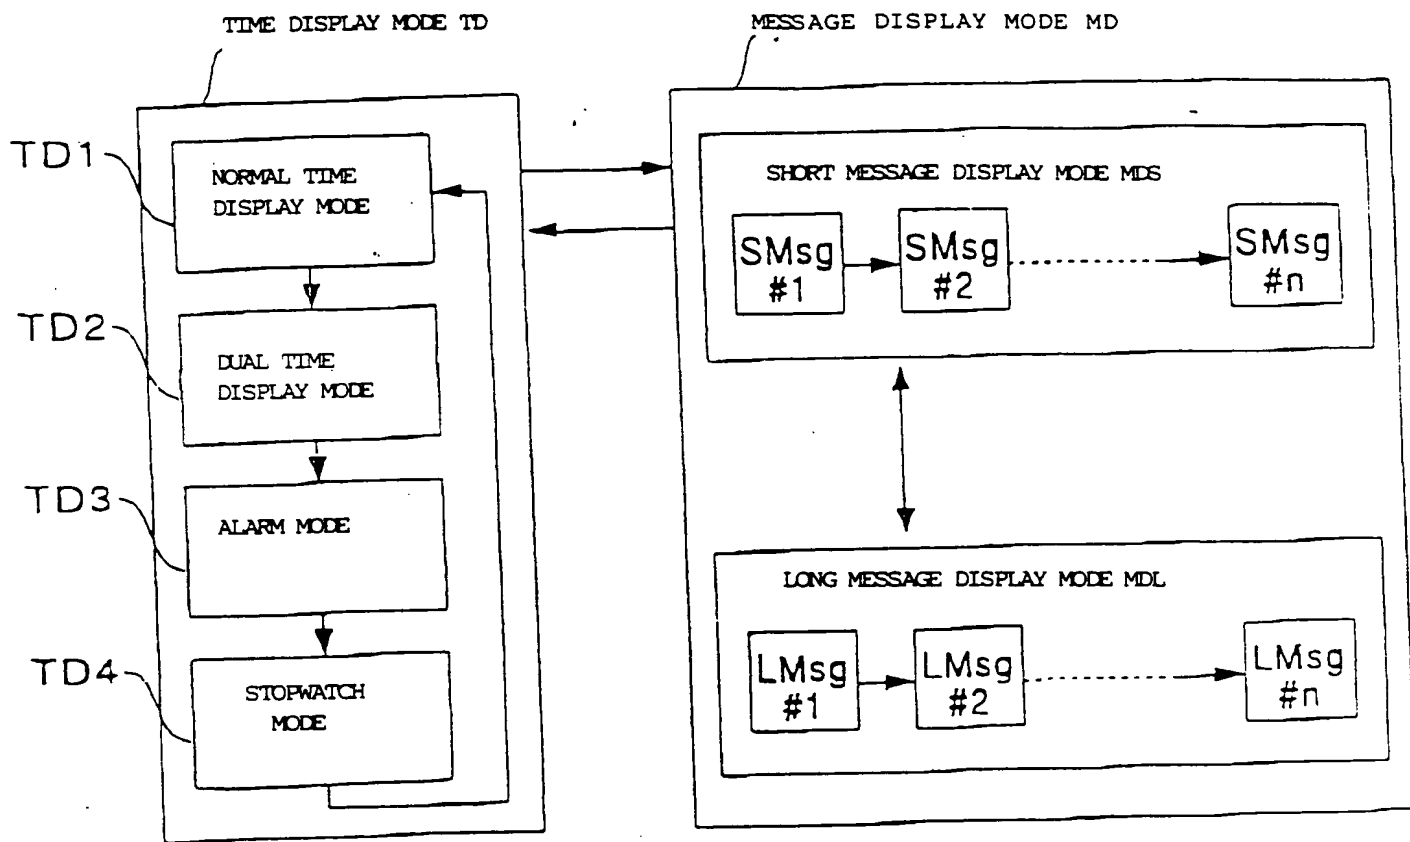 TIME DISPLAY MODE TD
MESSAGE DISPLAY MODE MD
TD1
NORMAL TIME
DISPLAY MODE
TD2
DUAL TIME
DISPLAY MODE
TD3
ALARM MODE
TD4
STOPWATCH
MODE
SHORT MESSAGE DISPLAY MODE MDS
SMsg
#1
SMsg
#2
SMsg
#n
LONG MESSAGE DISPLAY MODE MDL
LMsg
#1
LMsg
#2
LMsg
#n